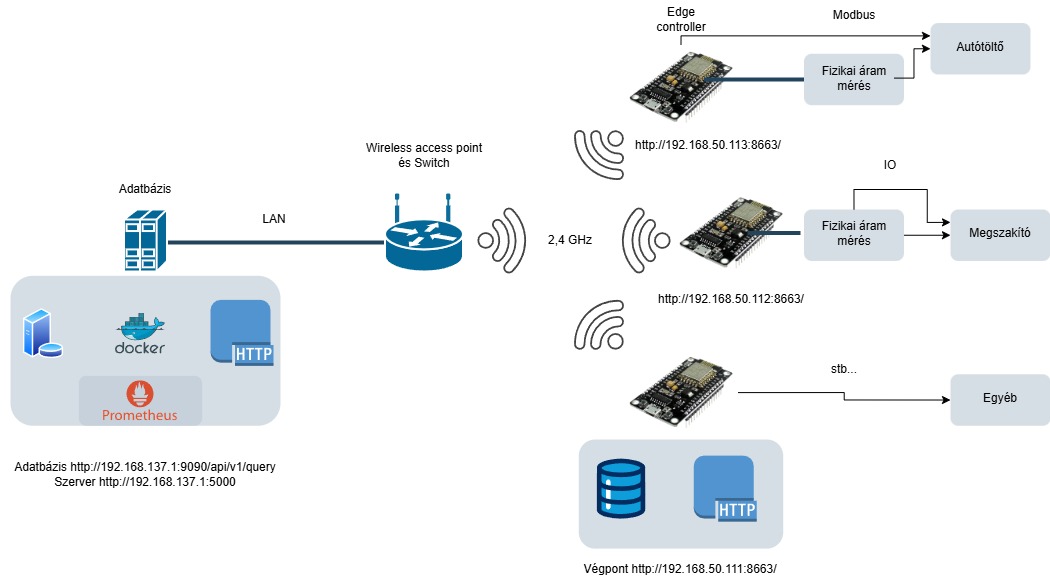 Edge
controller
Modbus
Autótöltő
Fizikai áram
mérés
http://192.168.50.113:8663/
Wireless access point
és Switch
Adatbázis
LAN
2,4 GHz
IO
Fizikai áram
mérés
Megszakító
http://192.168.50.112:8663/
docker
HTTP
Prometheus
stb...
Egyéb
Adatbázis http://192.168.137.1:9090/api/v1/query
Szerver http://192.168.137.1:5000
HTTP
Végpont http://192.168.50.111:8663/